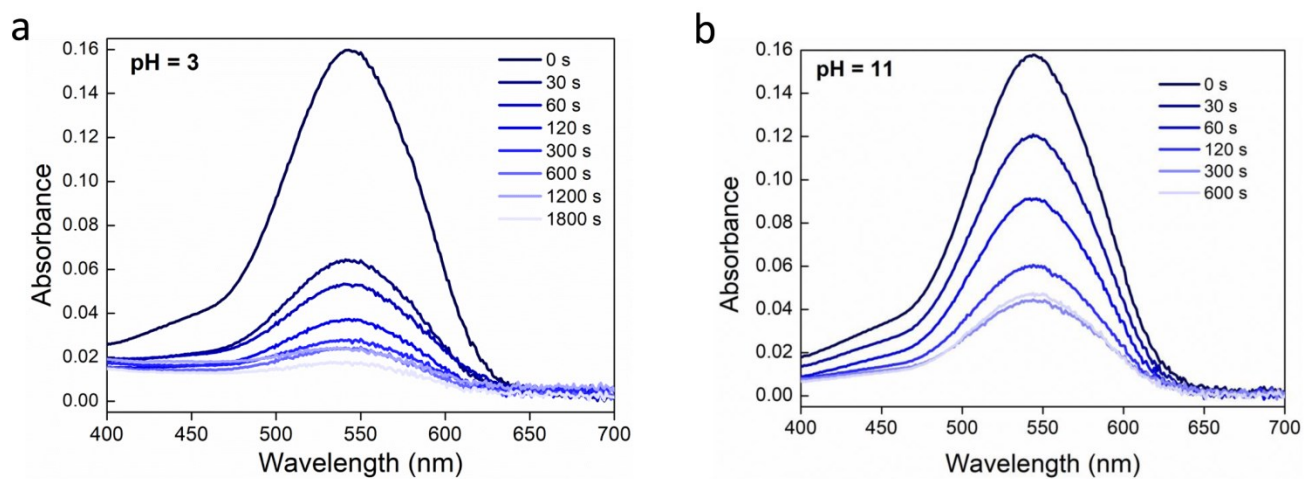 a
pH = 3
0 s
30 s
60 s
120 s
300 s
600 s
1200 s
1800 s
0.16
0.14
0.12
0.10
0.08
0.06
0.04
0.02
0.00
Absorbance
400 450 500 550 600 650 700
Wavelength (nm)
b
pH = 11
0 s
30 s
60 s
120 s
300 s
600 s
0.16
0.14
0.12
0.10
0.08
0.06
0.04
0.02
0.00
Absorbance
400 450 500 550 600 650 700
Wavelength (nm)